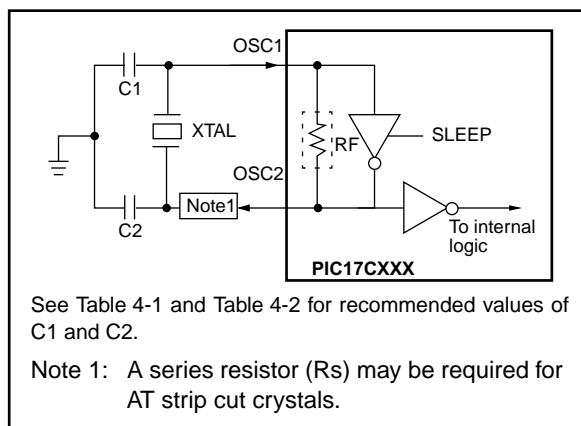 OSC1
C1
XTAL
SLEEP
RF
OSC2
Note1
C2
To internal
logic
PIC17CXXX
See Table 4-1 and Table 4-2 for recommended values of
C1 and C2.
Note 1: A series resistor (Rs) may be required for
AT strip cut crystals.